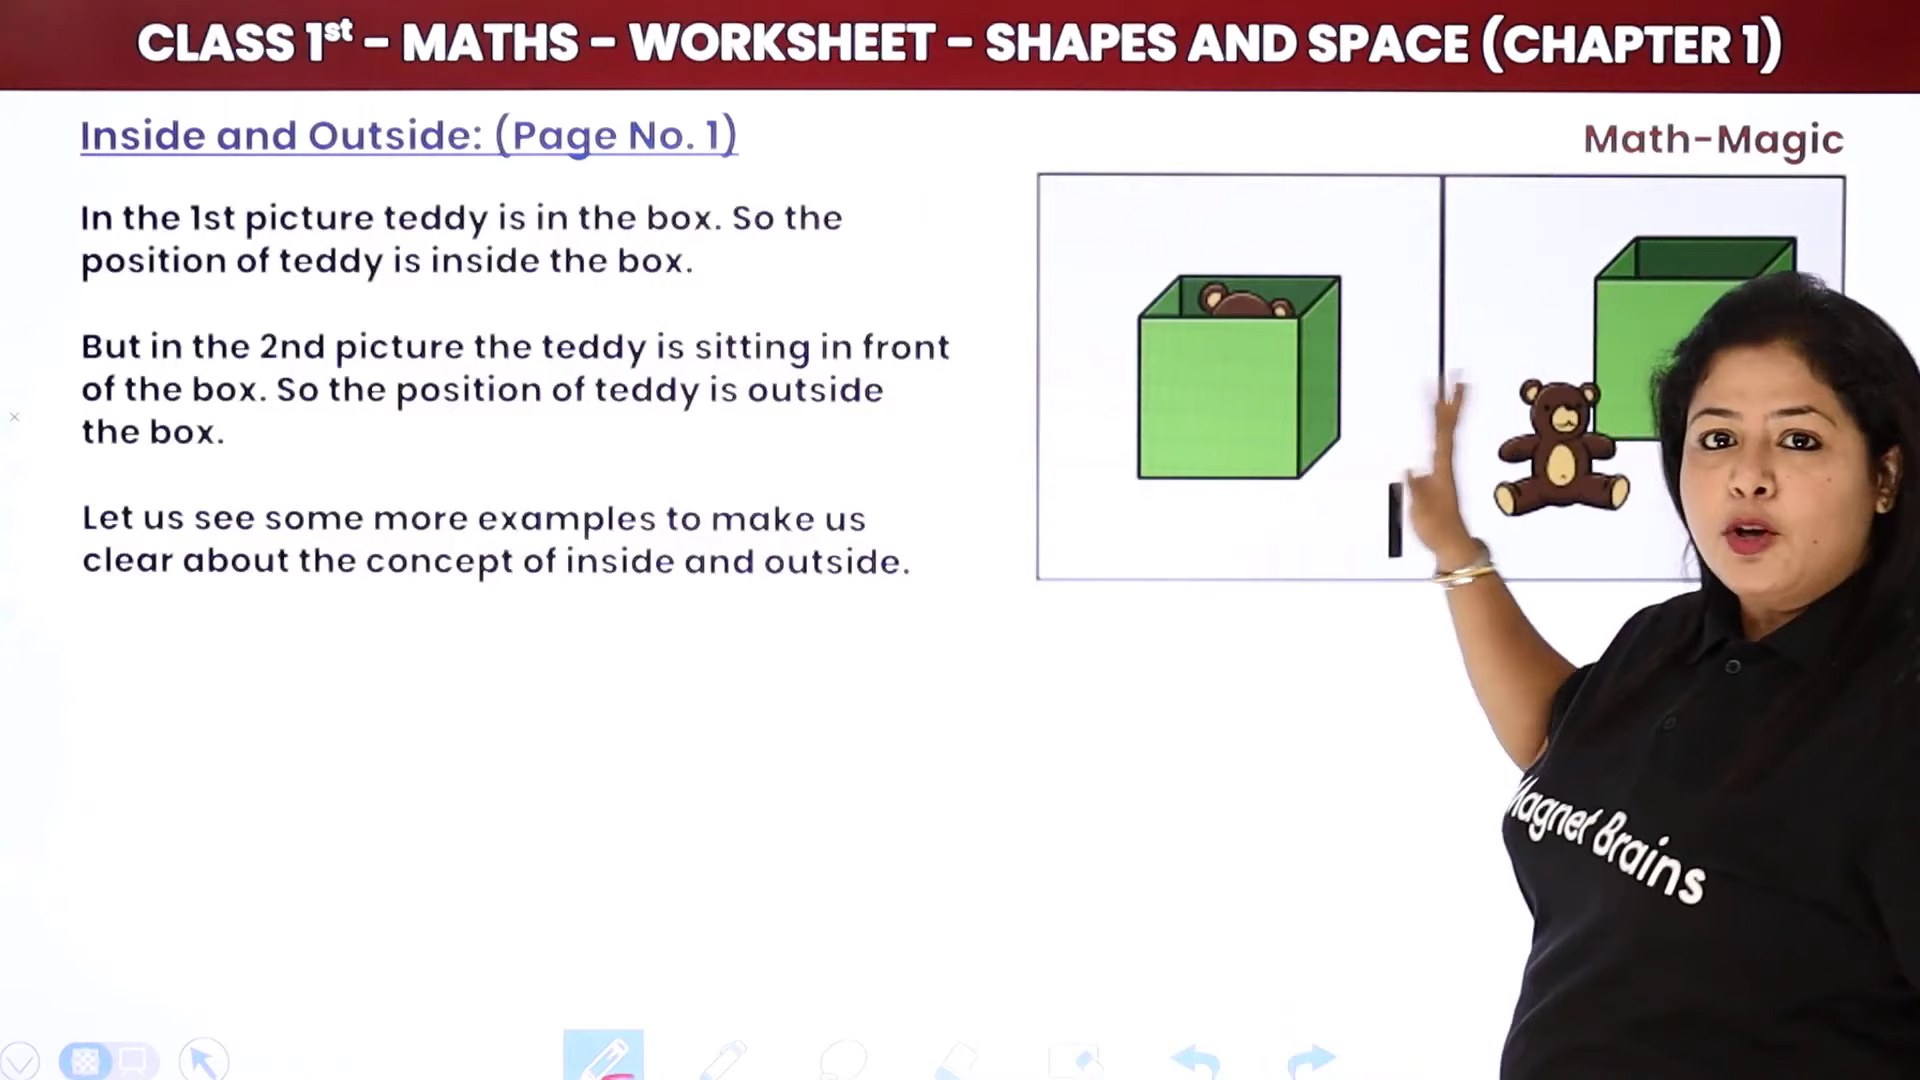 CLASS 1st - MATHS - WORKSHEET - SHAPES AND SPACE (CHAPTER 1)
Inside and Outside: (Page No. 1)
Math-Magic
In the 1st picture teddy is in the box. So the
position of teddy is inside the box.
But in the 2nd picture the teddy is sitting in front
of the box. So the position of teddy is outside
the box.
Let us see some more examples to make us
clear about the concept of inside and outside.
Magnet Brains